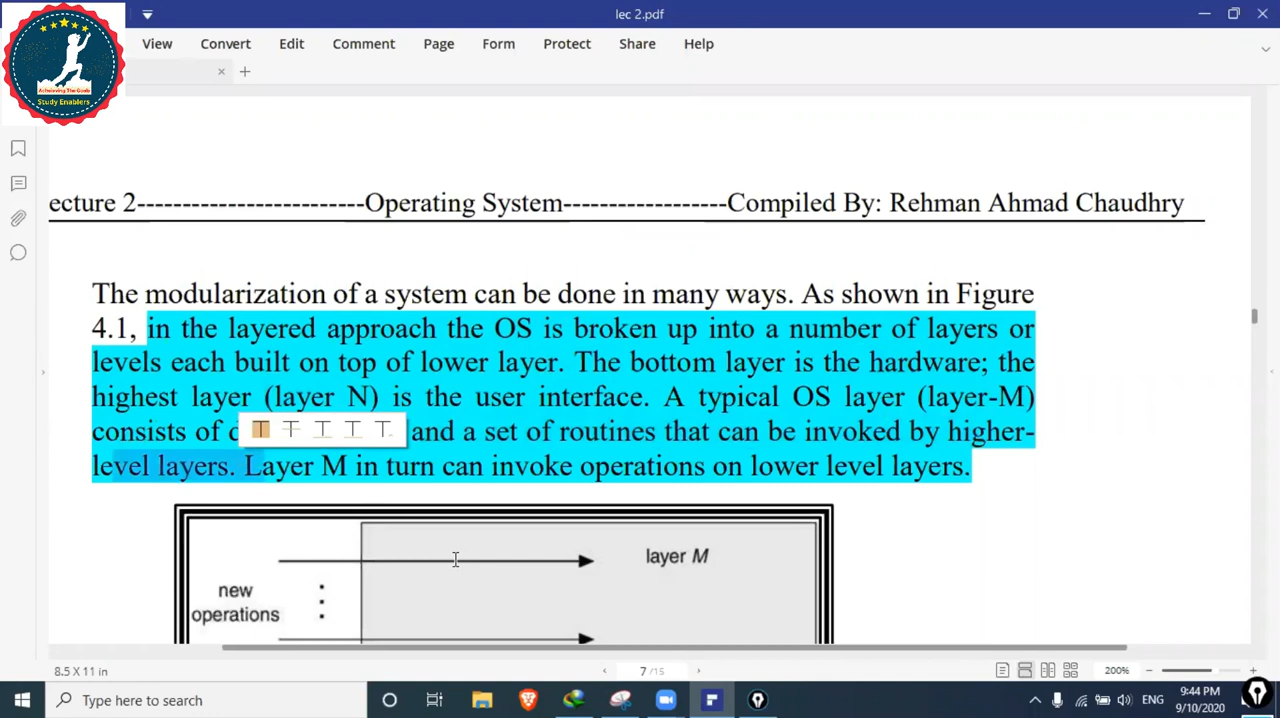 lec 2.pdf
View Convert Edit Comment Page Form Protect Share Help
Acheiveing The Goals
Study Enablers
ecture 2------------------------Operating System-----------------Compiled By: Rehman Ahmad Chaudhry
The modularization of a system can be done in many ways. As shown in Figure
4.1, in the layered approach the OS is broken up into a number of layers or
levels each built on top of lower layer. The bottom layer is the hardware; the
highest layer (layer N) is the user interface. A typical OS layer (layer-M)
consists of d and a set of routines that can be invoked by higher-
level layers. Layer M in turn can invoke operations on lower level layers.
layer M
new
operations
8.5 X 11 in
7 /15
200%
Type here to search
ENG
9:44 PM
9/10/2020